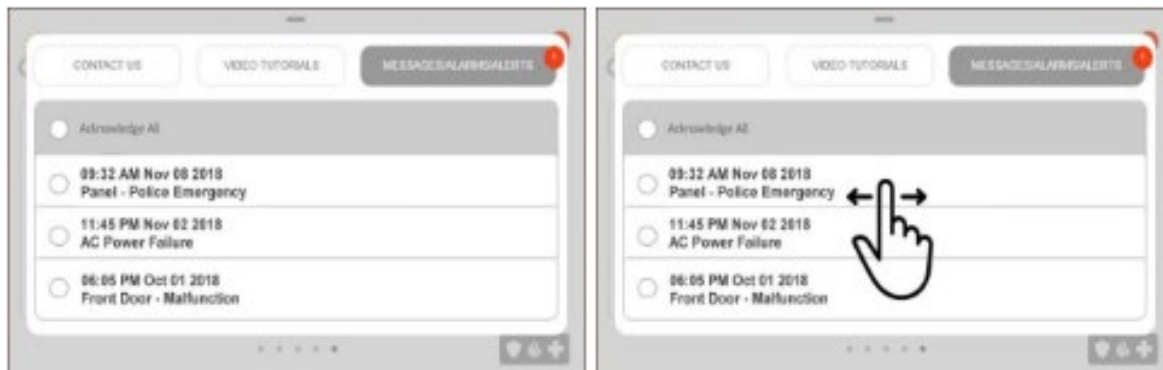 CONTACT US
VIDEO TUTORIALS
MESSAGES/ALARMS/ALERTS
Acknowledge All
09:32 AM Nov 08 2018
Panel - Police Emergency
11:45 PM Nov 02 2018
AC Power Failure
06:05 PM Oct 01 2018
Front Door - Malfunction
CONTACT US
VIDEO TUTORIALS
MESSAGES/ALARMS/ALERTS
Acknowledge All
09:32 AM Nov 08 2018
Panel - Police Emergency
11:45 PM Nov 02 2018
AC Power Failure
06:05 PM Oct 01 2018
Front Door - Malfunction